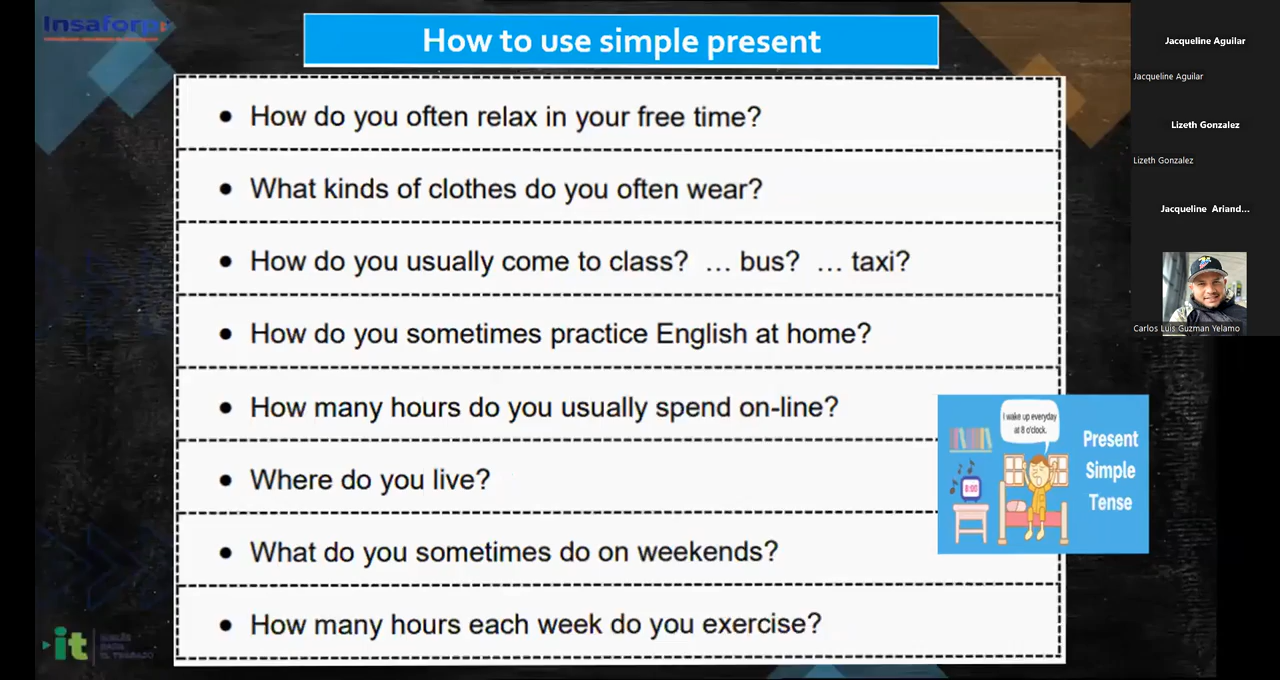 Insaforp
How to use simple present
• How do you often relax in your free time?
• What kinds of clothes do you often wear?
• How do you usually come to class? ... bus? ... taxi?
• How do you sometimes practice English at home?
• How many hours do you usually spend on-line?
• Where do you live?
• What do you sometimes do on weekends?
• How many hours each week do you exercise?
I wake up everyday
at 8 o'clock.
8:00
Present
Simple
Tense
it
INGLÉS
PARA
EL TRABAJO
Jacqueline Aguilar
Jacqueline Aguilar
Lizeth Gonzalez
Lizeth Gonzalez
Jacqueline Ariand...
Carlos Luis Guzman Yelamo